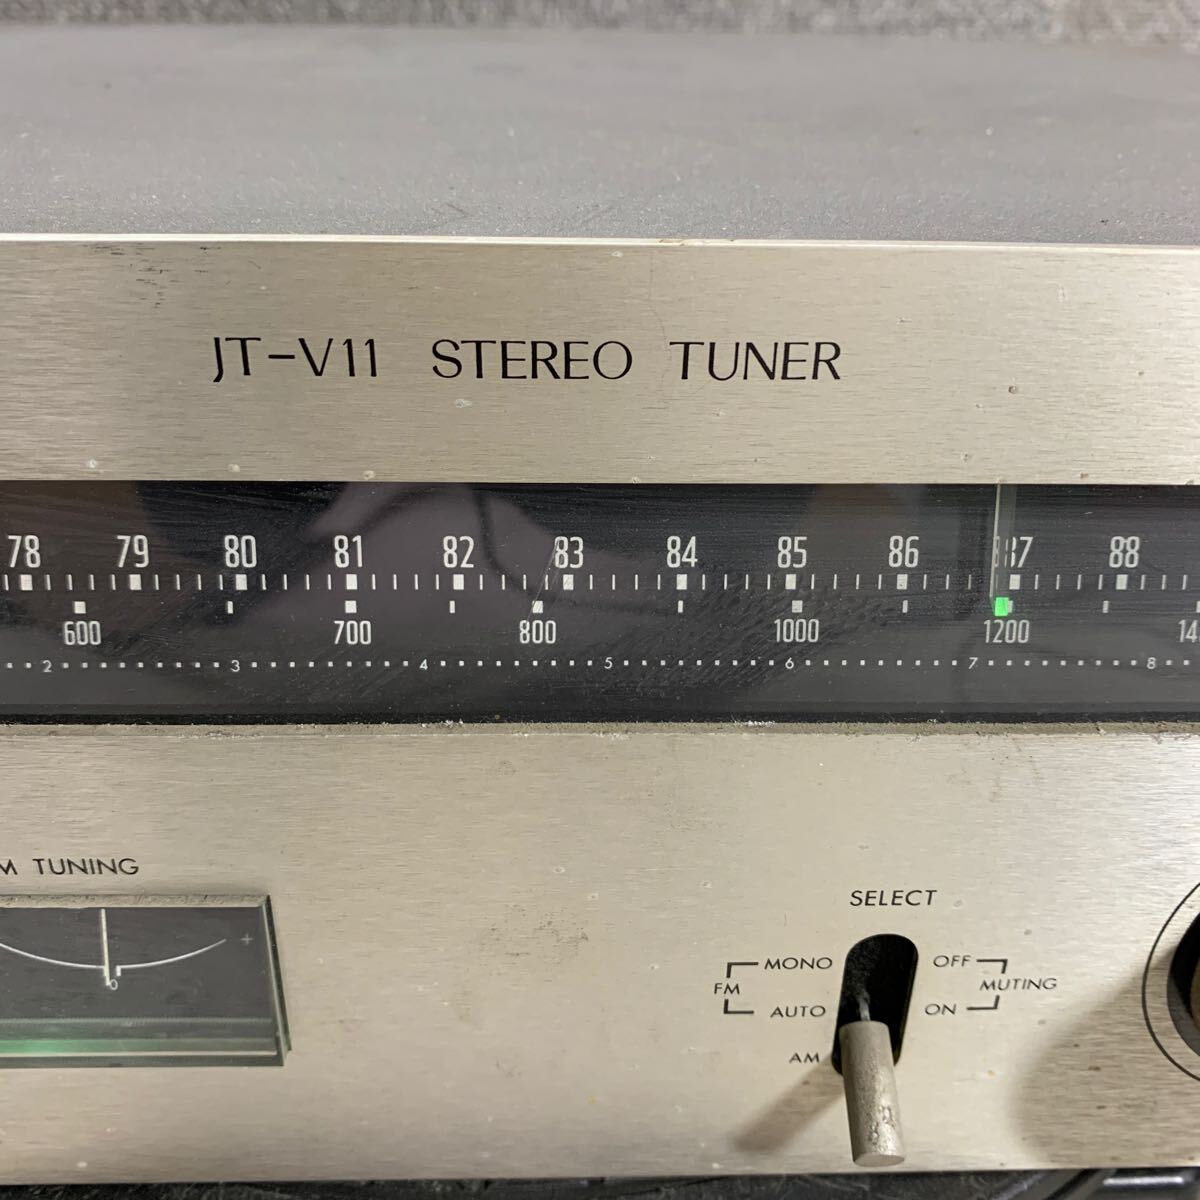 JT-V11 STEREO TUNER
78 79 80 81 82 83 84 85 86 87 88
600 700 800 1000 1200 14
2 3 4 5 6 7 8
M TUNING
+
0
SELECT
MONO OFF
FM MUTING
AUTO ON
AM